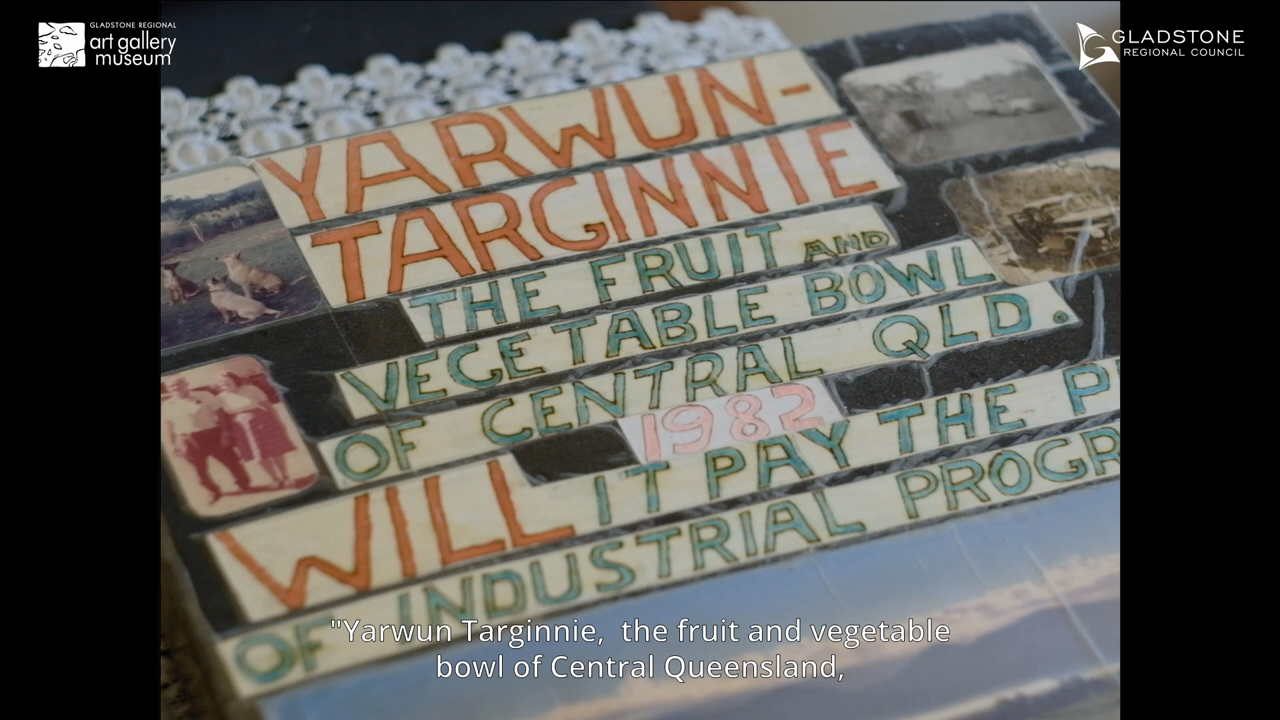 GLADSTONE REGIONAL
art gallery
museum
GLADSTONE
REGIONAL COUNCIL
YARWUN-
TARGINNIE
THE FRUIT AND
VEGETABLE BOWL
OF CENTRAL QLD.
1982
WILL IT PAY THE
OF INDUSTRIAL
"Yarwun Targinnie, the fruit and vegetable
bowl of Central Queensland,